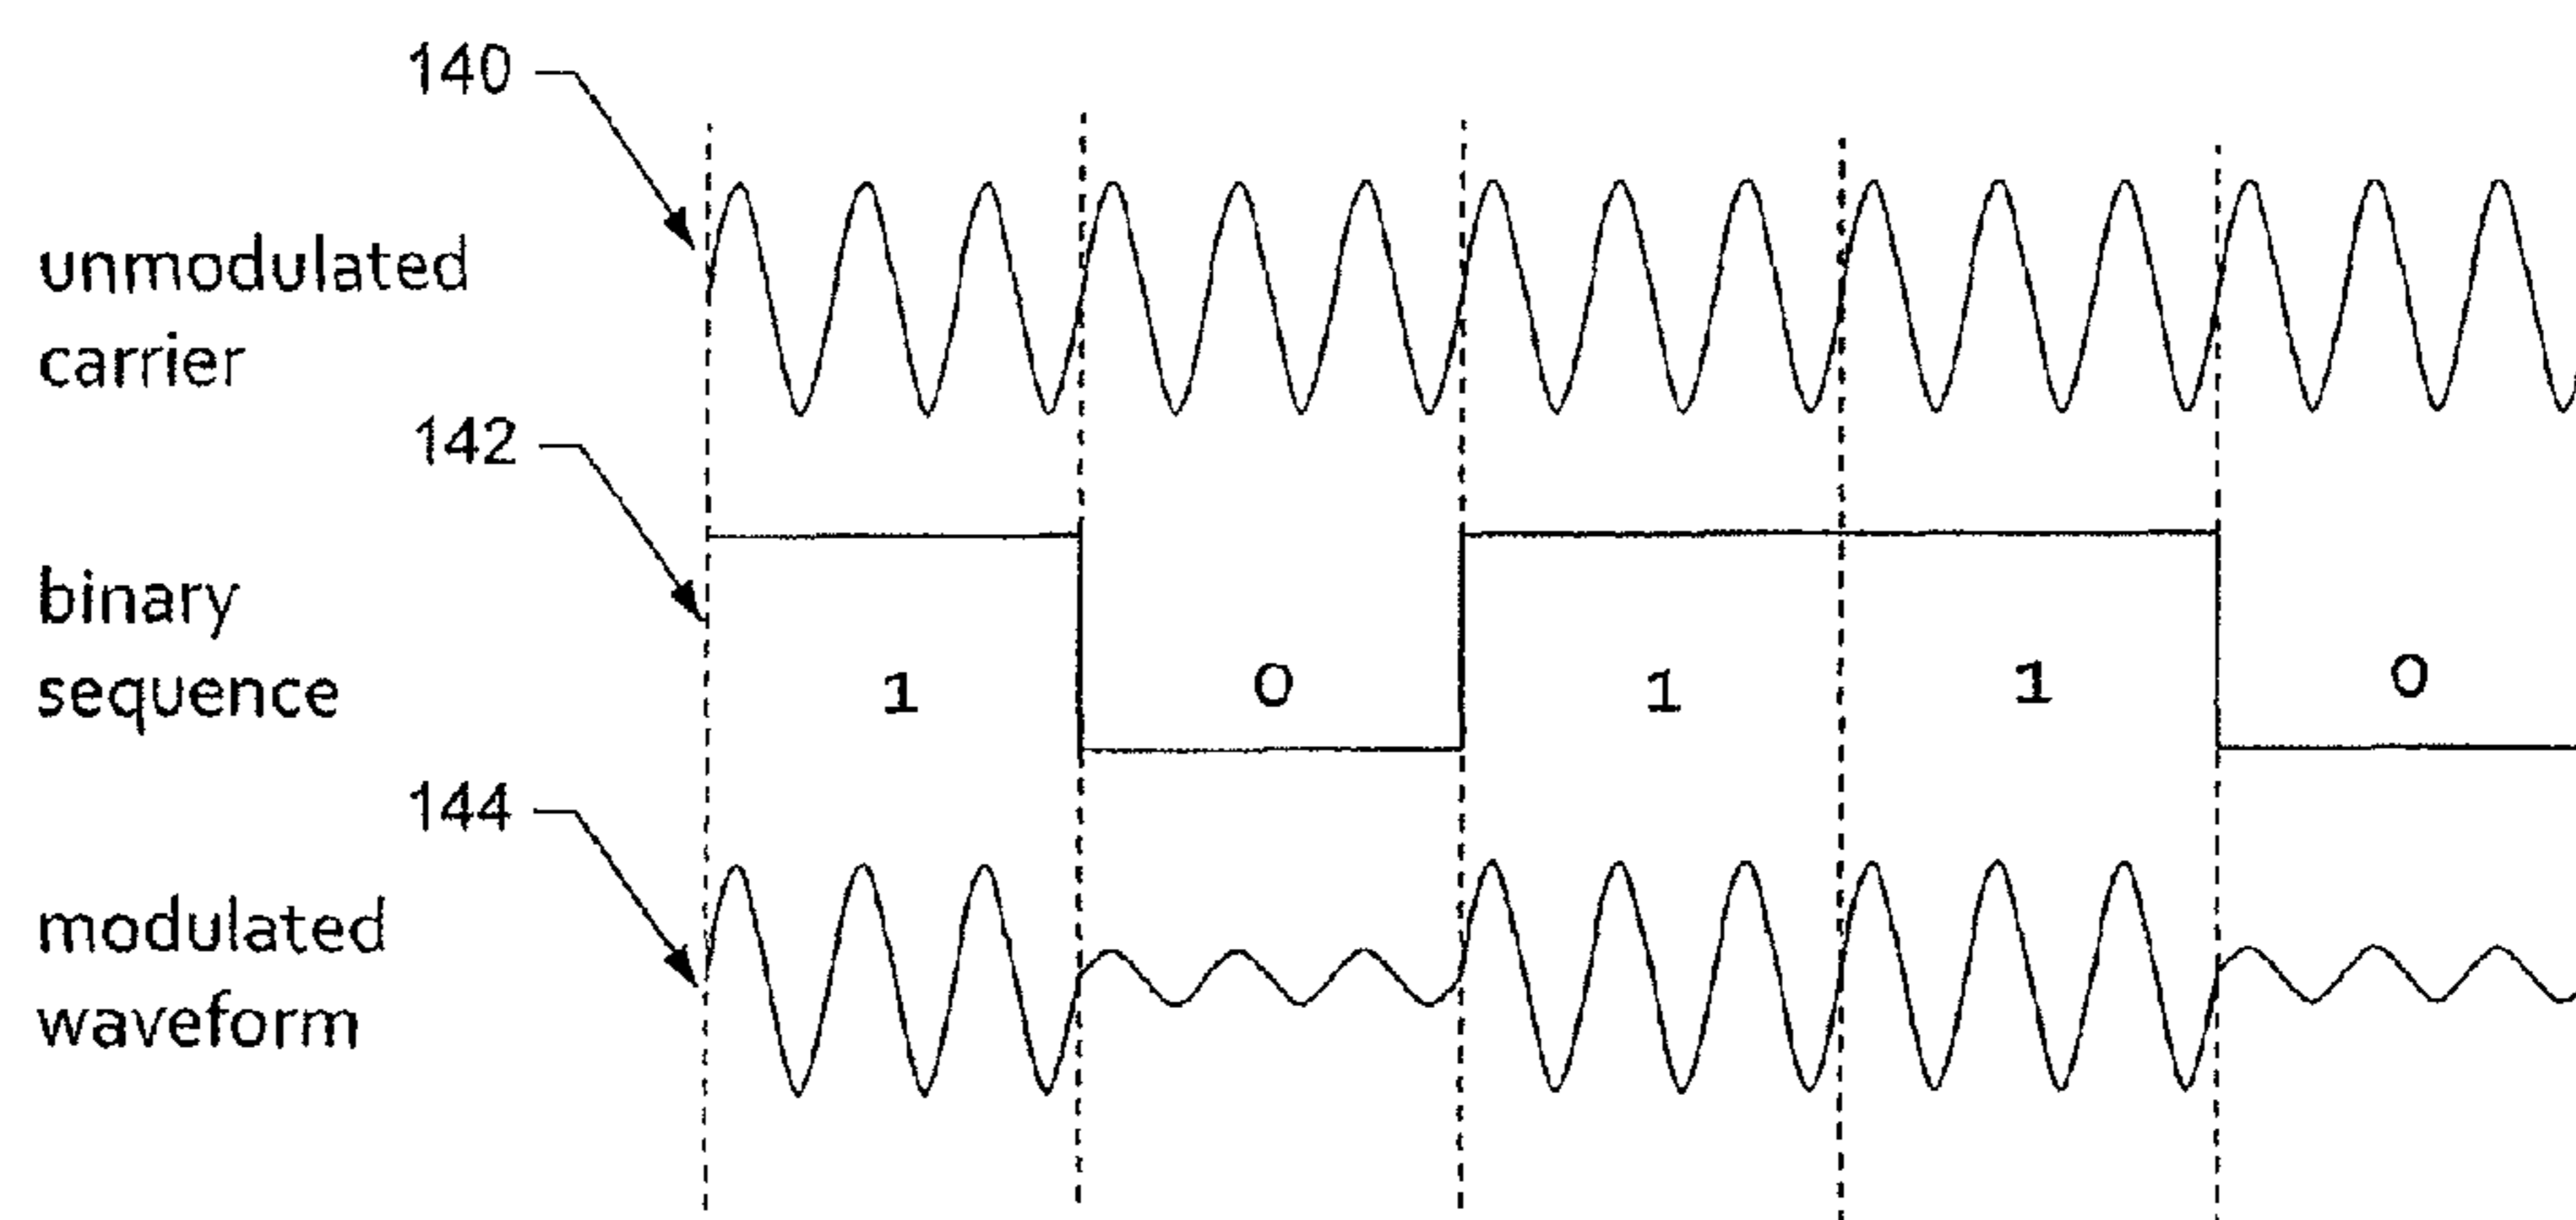 140
unmodulated
carrier
142
binary
sequence
1 0 1 1 0
144
modulated
waveform